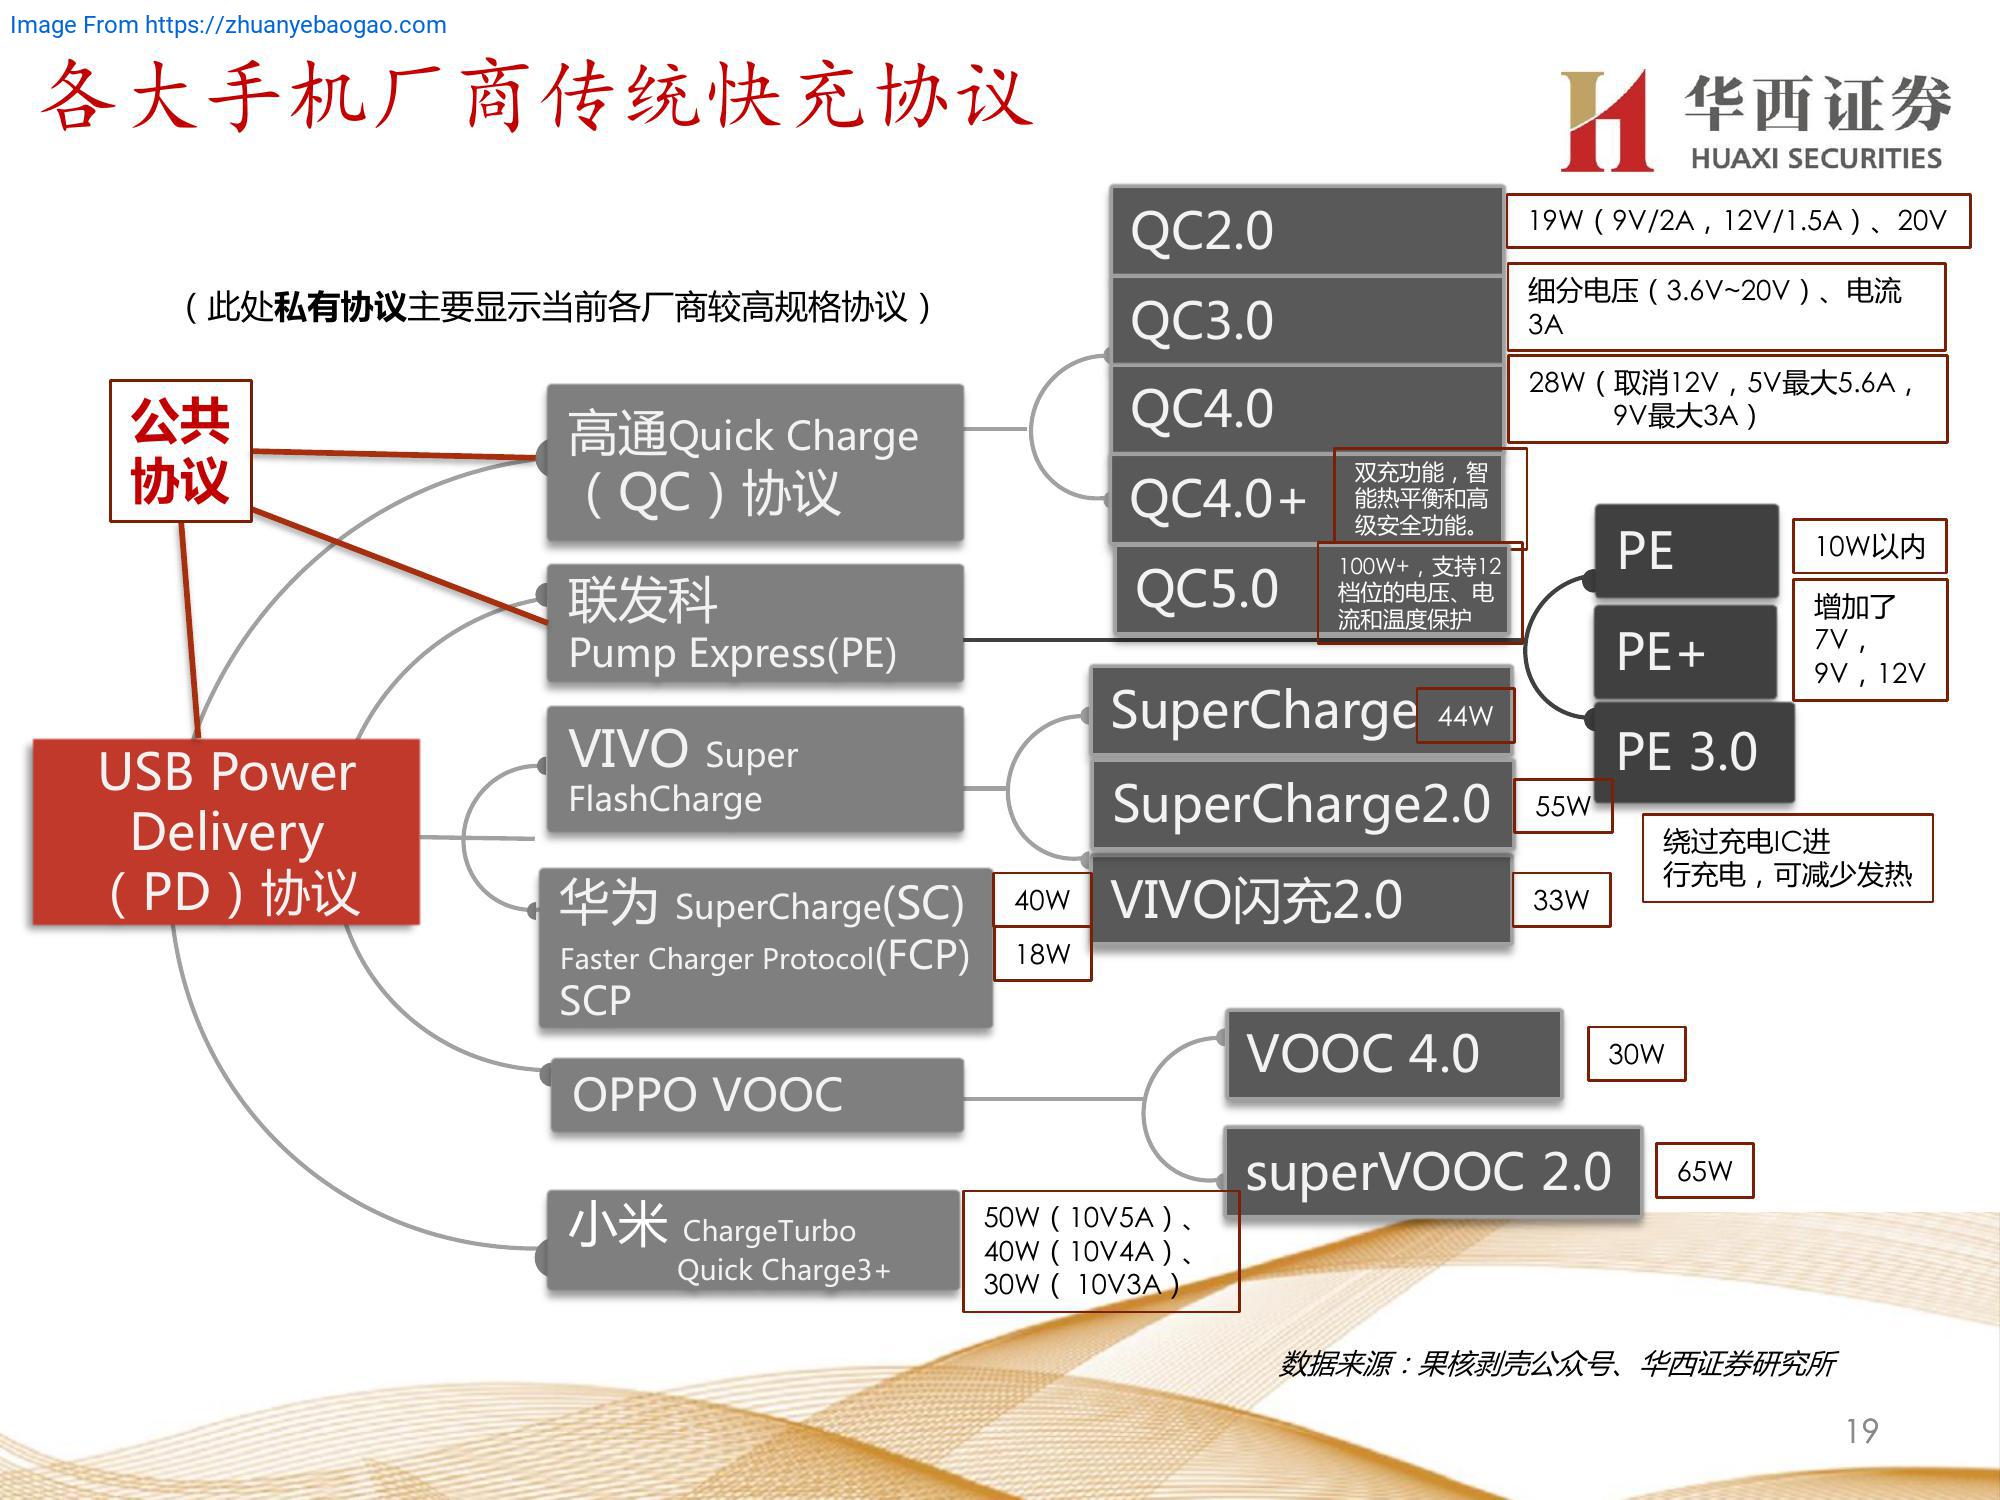 Image From https://zhuanyebaogao.com
各大手机厂商传统快充协议
华西证券
HUAXI SECURITIES
（此处私有协议主要显示当前各厂商较高规格协议）
公共
协议
USB Power
Delivery
（PD）协议
高通Quick Charge
（QC）协议
QC2.0
19W（9V/2A，12V/1.5A）、20V
QC3.0
细分电压（3.6V~20V）、电流
3A
QC4.0
28W（取消12V，5V最大5.6A，
9V最大3A）
QC4.0+
双充功能，智
能热平衡和高
级安全功能。
QC5.0
100W+，支持12
档位的电压、电
流和温度保护
联发科
Pump Express(PE)
PE
10W以内
PE+
增加了
7V，
9V，12V
PE 3.0
绕过充电IC进
行充电，可减少发热
VIVO Super
FlashCharge
SuperCharge
44W
SuperCharge2.0
55W
VIVO闪充2.0
33W
华为 SuperCharge(SC)
40W
Faster Charger Protocol(FCP)
18W
SCP
OPPO VOOC
VOOC 4.0
30W
superVOOC 2.0
65W
小米 ChargeTurbo
Quick Charge3+
50W（10V5A）、
40W（10V4A）、
30W（ 10V3A）
数据来源：果核剥壳公众号、华西证券研究所
19